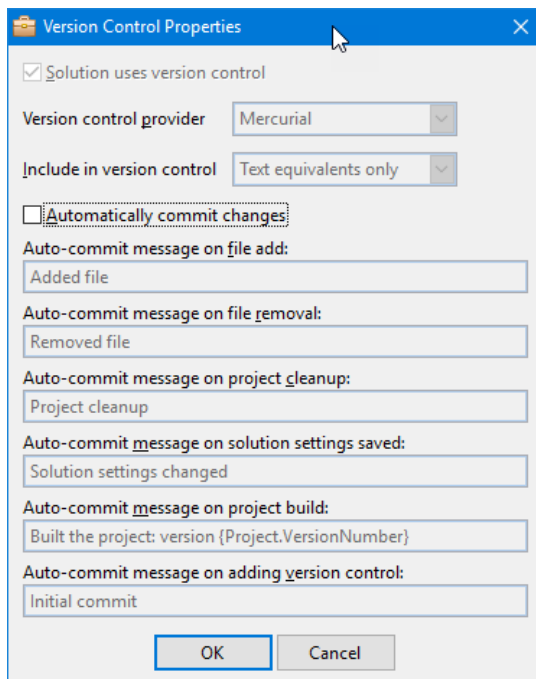 Version Control Properties
Solution uses version control
Version control provider Mercurial
Include in version control Text equivalents only
Automatically commit changes
Auto-commit message on file add:
Added file
Auto-commit message on file removal:
Removed file
Auto-commit message on project cleanup:
Project cleanup
Auto-commit message on solution settings saved:
Solution settings changed
Auto-commit message on project build:
Built the project: version {Project.VersionNumber}
Auto-commit message on adding version control:
Initial commit
OK Cancel